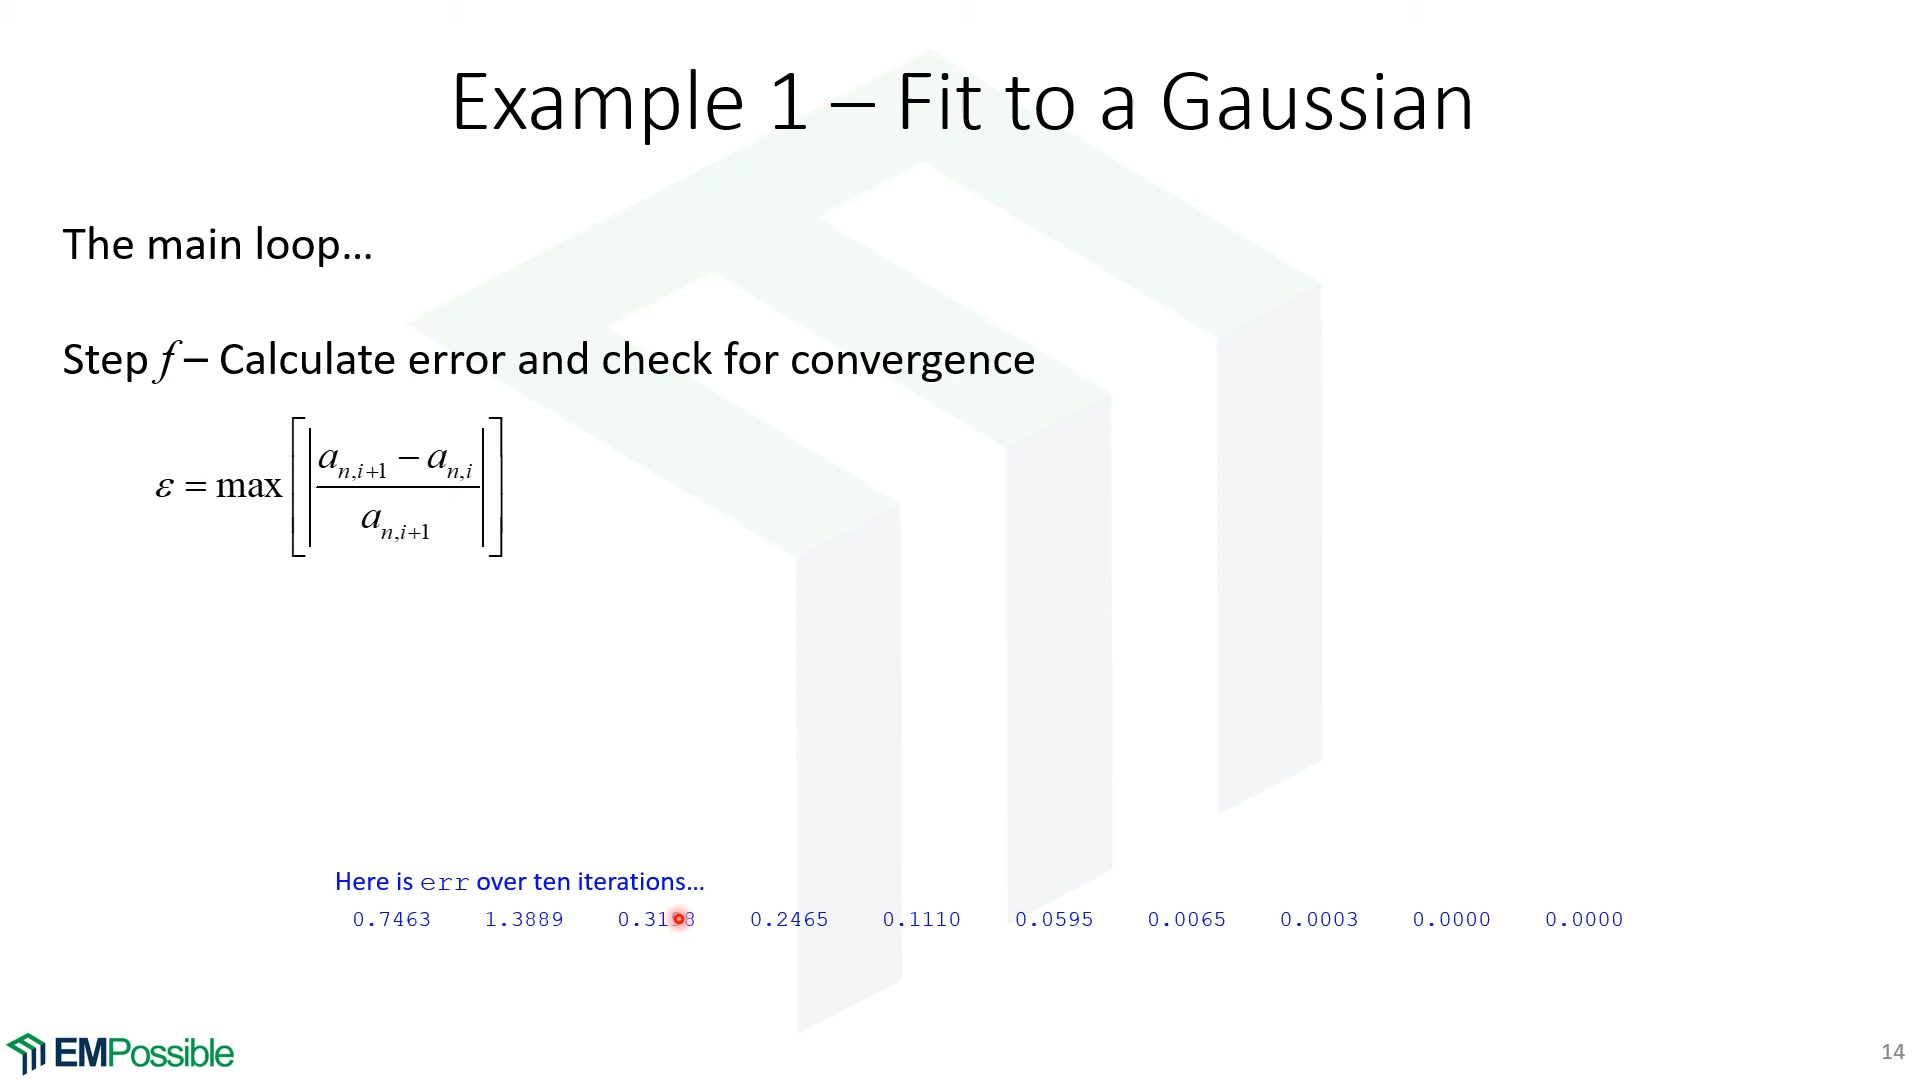 Example 1 – Fit to a Gaussian
The main loop…
Step f – Calculate error and check for convergence
ε = max[|(a_{n,i+1} − a_{n,i}) / a_{n,i+1}|]
Here is err over ten iterations…
0.7463 1.3889 0.2465 0.1110 0.0595 0.0065 0.0003 0.0000 0.0000
EMPossible
14